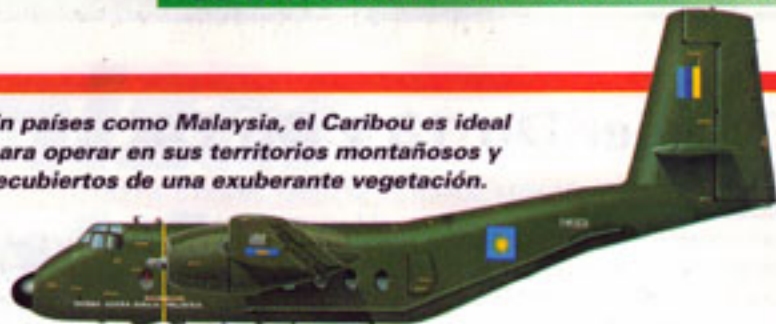 n países como Malaysia, el Caribou es ideal
ara operar en sus territorios montañosos y
ecubiertos de una exuberante vegetación.